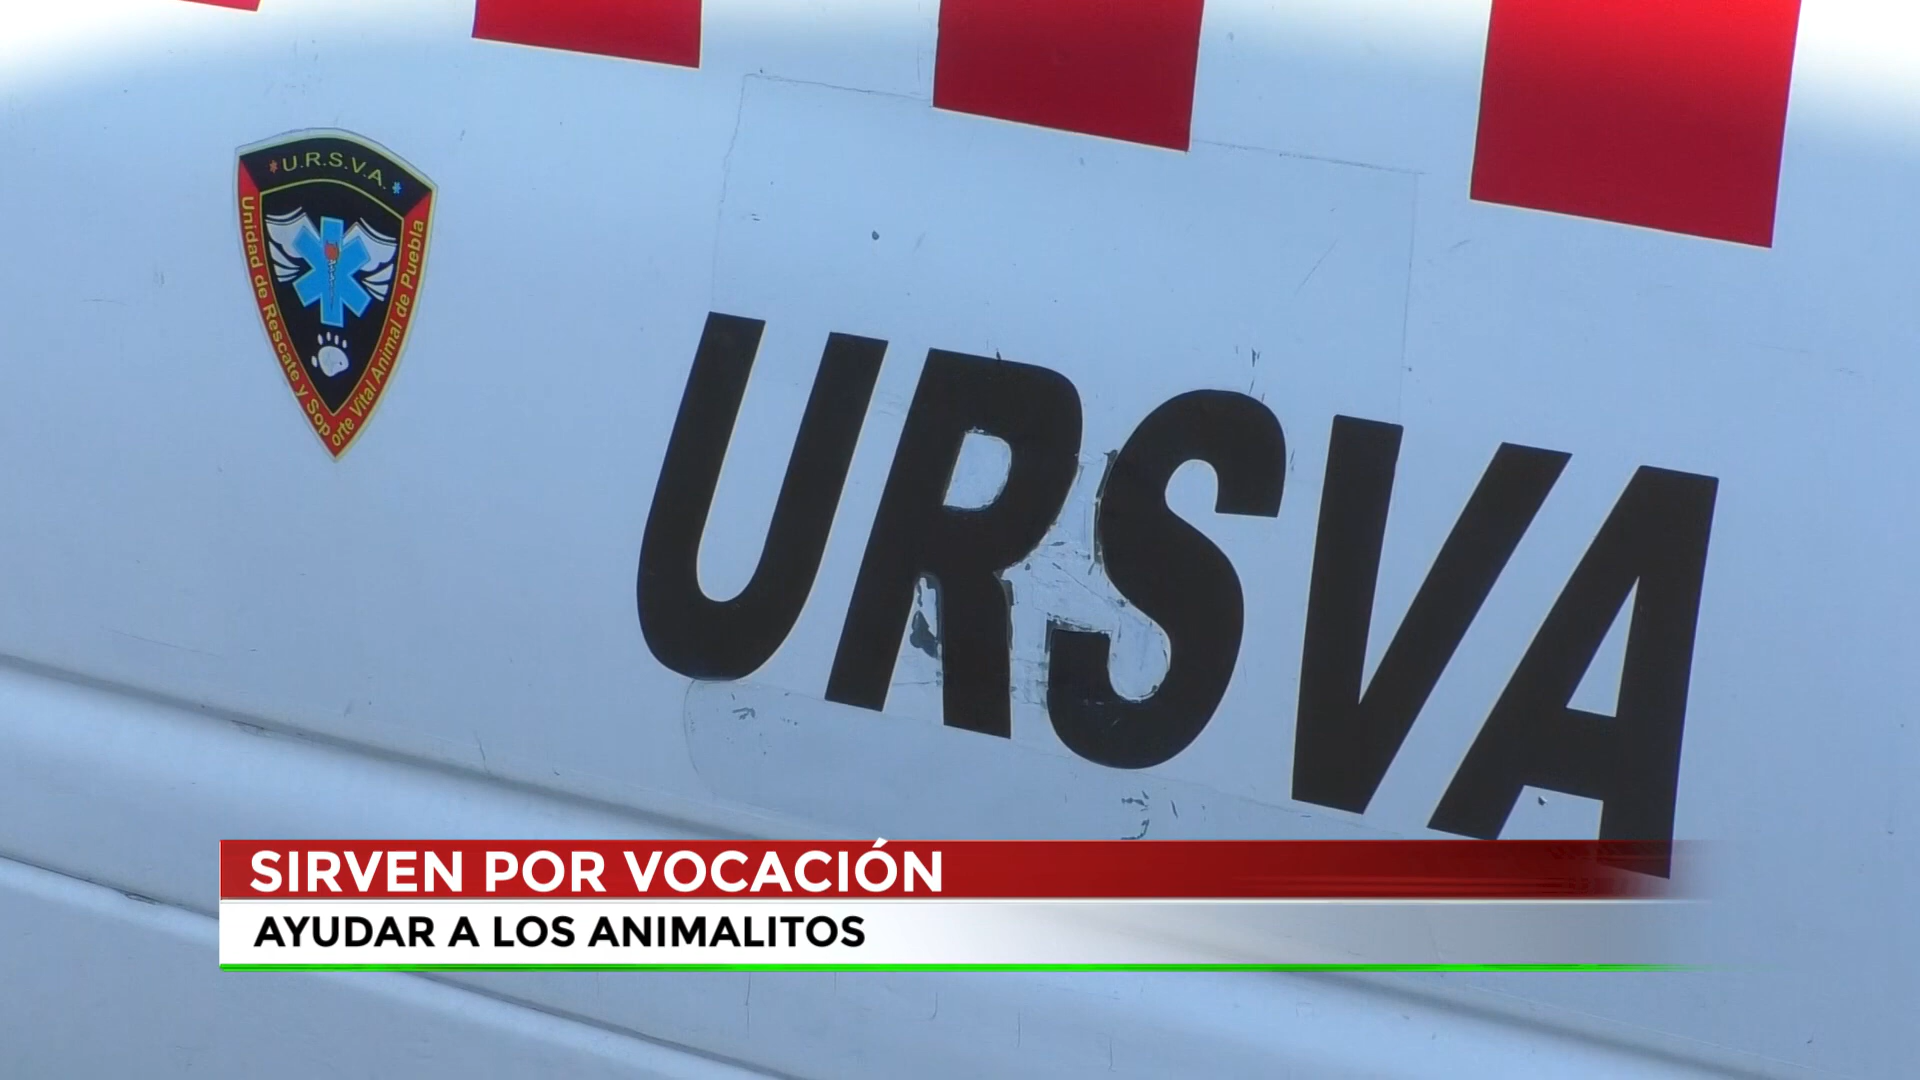 U.R.S.V.A.
Unidad de Rescate y Soporte Vital Animal de Puebla
URSVA
SIRVEN POR VOCACIÓN
AYUDAR A LOS ANIMALITOS